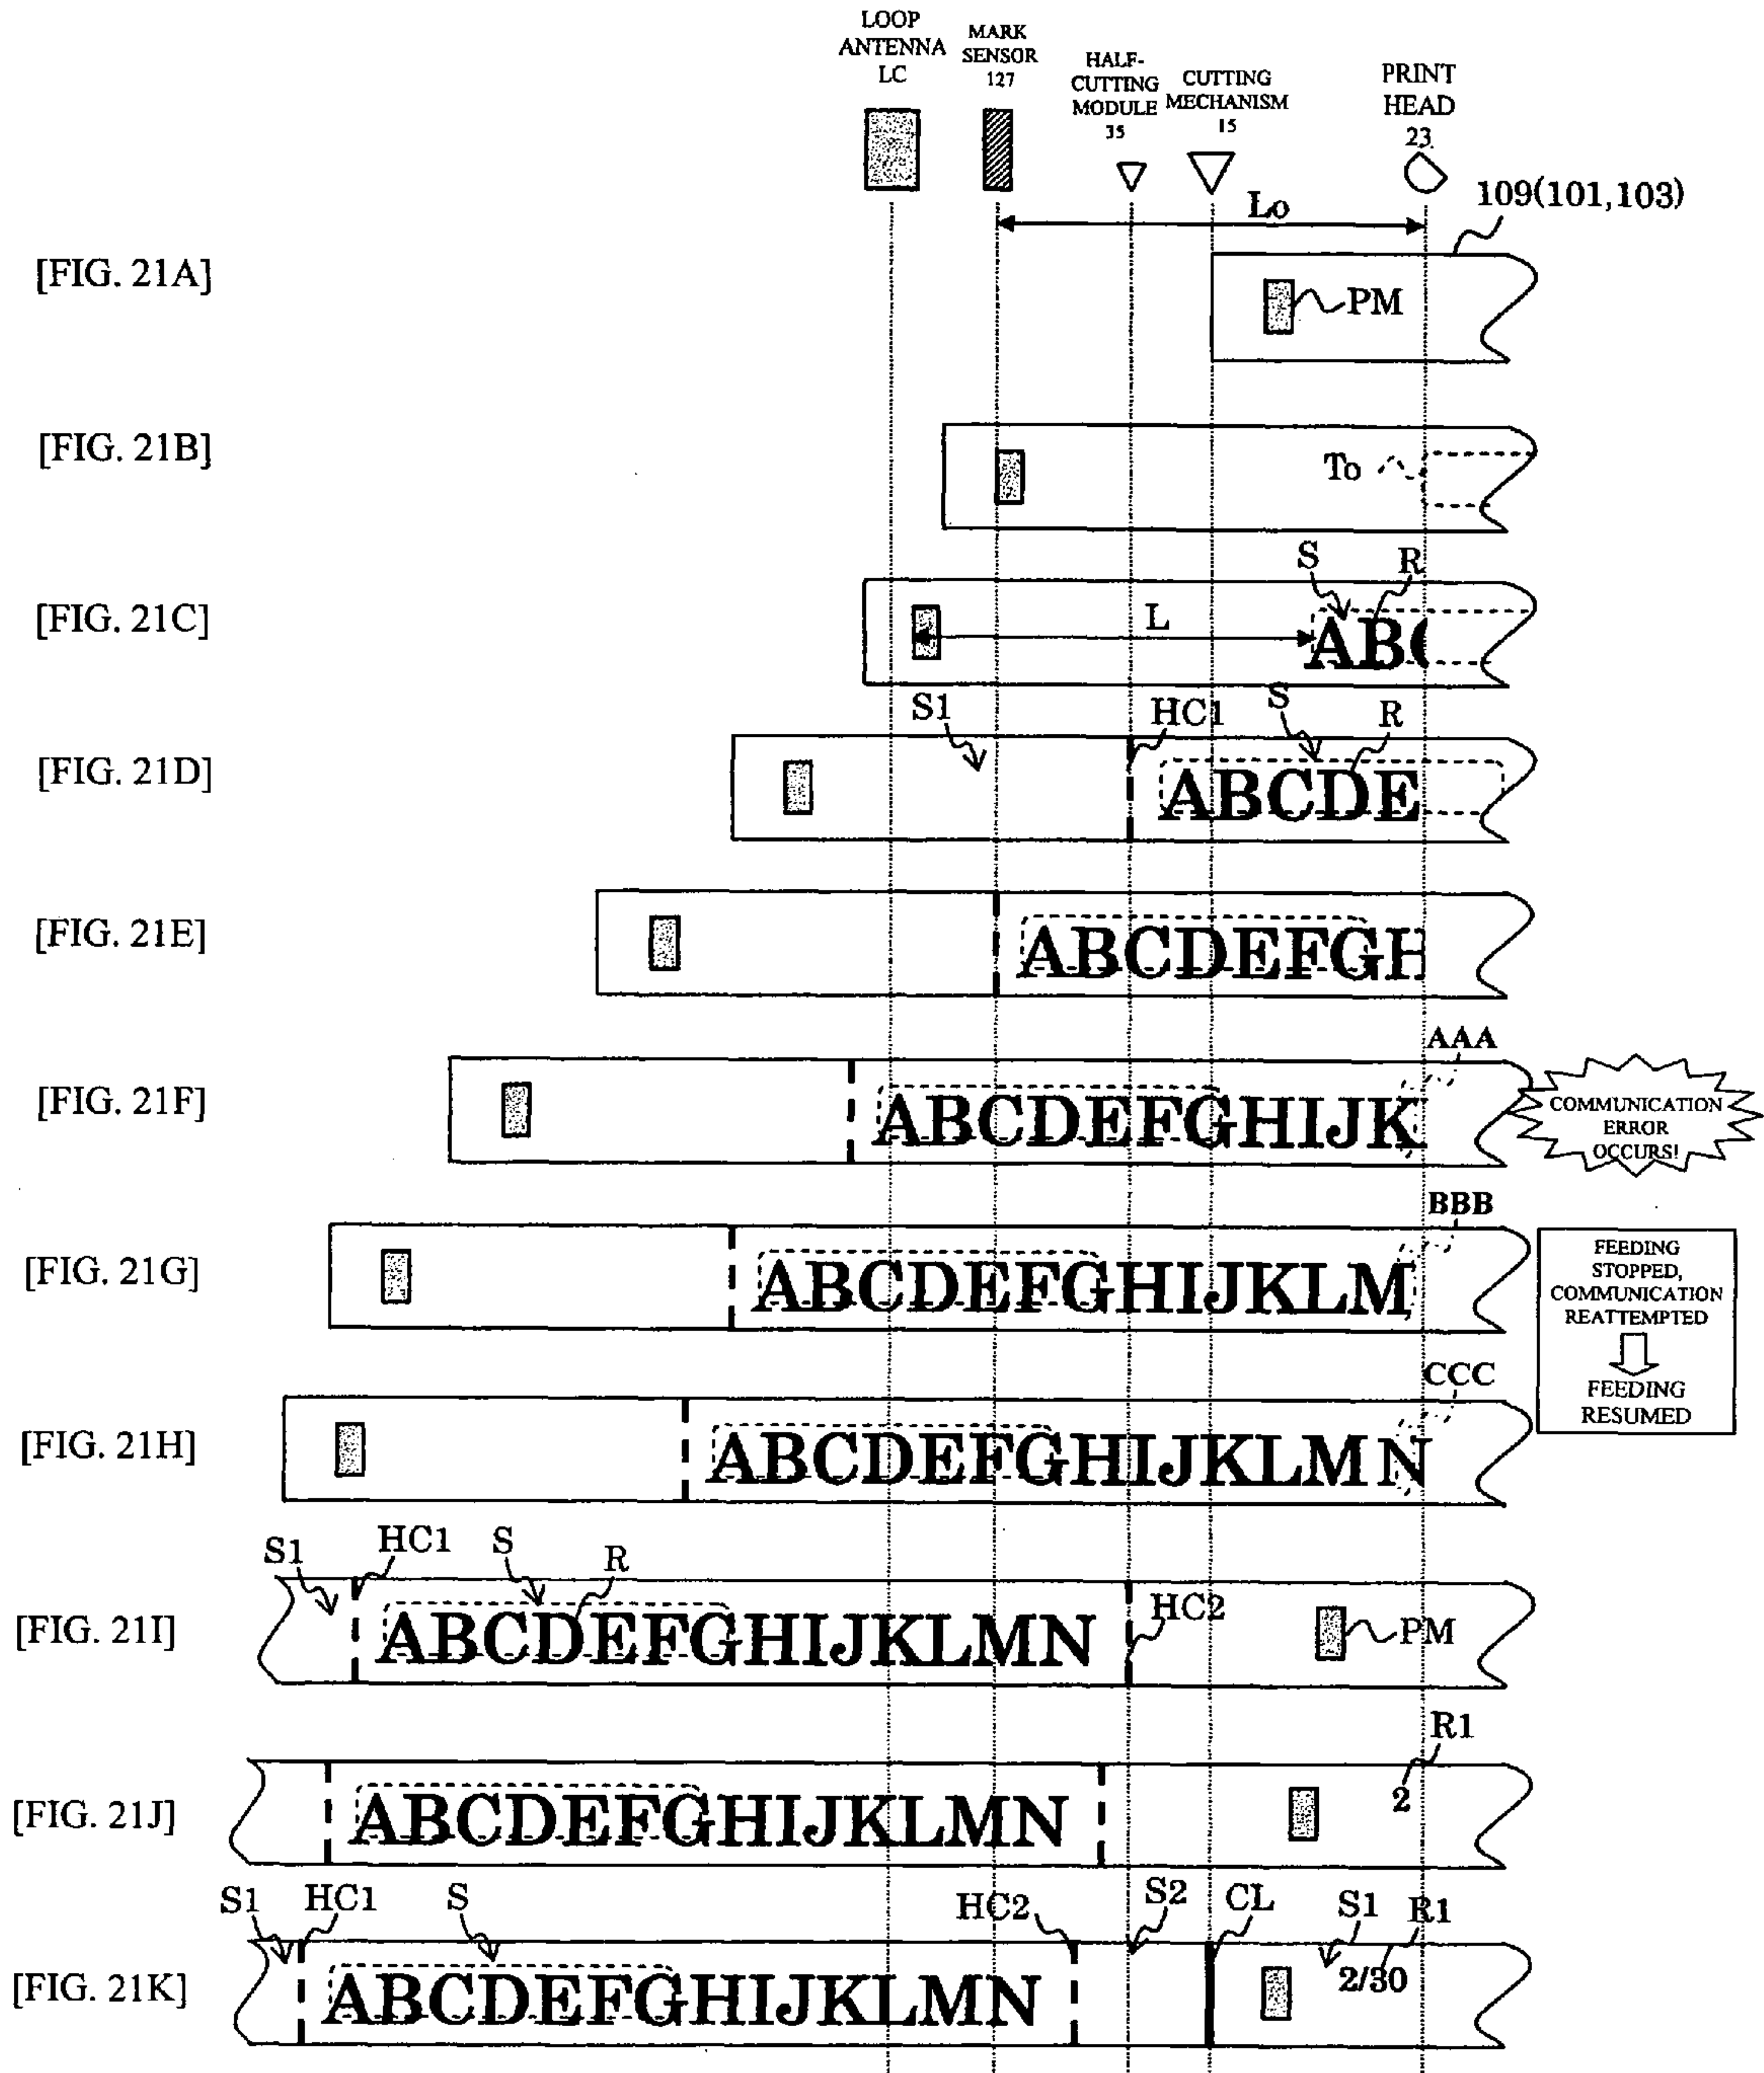 LOOP
ANTENNA
LC
MARK
SENSOR
127
HALF-
CUTTING
MODULE
35
CUTTING
MECHANISM
15
PRINT
HEAD
23
Lo
109(101,103)
[FIG. 21A]
PM
[FIG. 21B]
To
[FIG. 21C]
L
S
R
ABC
[FIG. 21D]
S1
HC1
S
R
ABCDE
[FIG. 21E]
ABCDEFGH
[FIG. 21F]
ABCDEFGHIJK
AAA
COMMUNICATION
ERROR
OCCURS!
[FIG. 21G]
ABCDEFGHIJKLM
BBB
FEEDING
STOPPED,
COMMUNICATION
REATTEMPTED
FEEDING
RESUMED
[FIG. 21H]
ABCDEFGHIJKLMN
CCC
[FIG. 21I]
S1
HC1
S
R
ABCDEFGHIJKLMN
HC2
PM
[FIG. 21J]
ABCDEFGHIJKLMN
R1
2
[FIG. 21K]
S1
HC1
S
HC2
S2
CL
S1
R1
ABCDEFGHIJKLMN
2/30